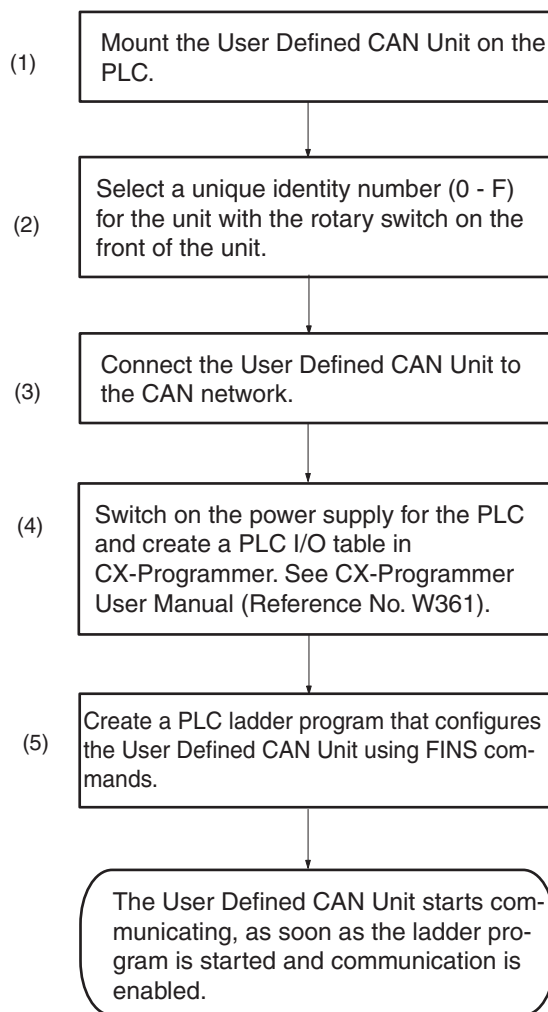 (1)
Mount the User Defined CAN Unit on the
PLC.
(2)
Select a unique identity number (0 - F)
for the unit with the rotary switch on the
front of the unit.
(3)
Connect the User Defined CAN Unit to
the CAN network.
(4)
Switch on the power supply for the PLC
and create a PLC I/O table in
CX-Programmer. See CX-Programmer
User Manual (Reference No. W361).
(5)
Create a PLC ladder program that configures
the User Defined CAN Unit using FINS com-
mands.
The User Defined CAN Unit starts com-
municating, as soon as the ladder pro-
gram is started and communication is
enabled.